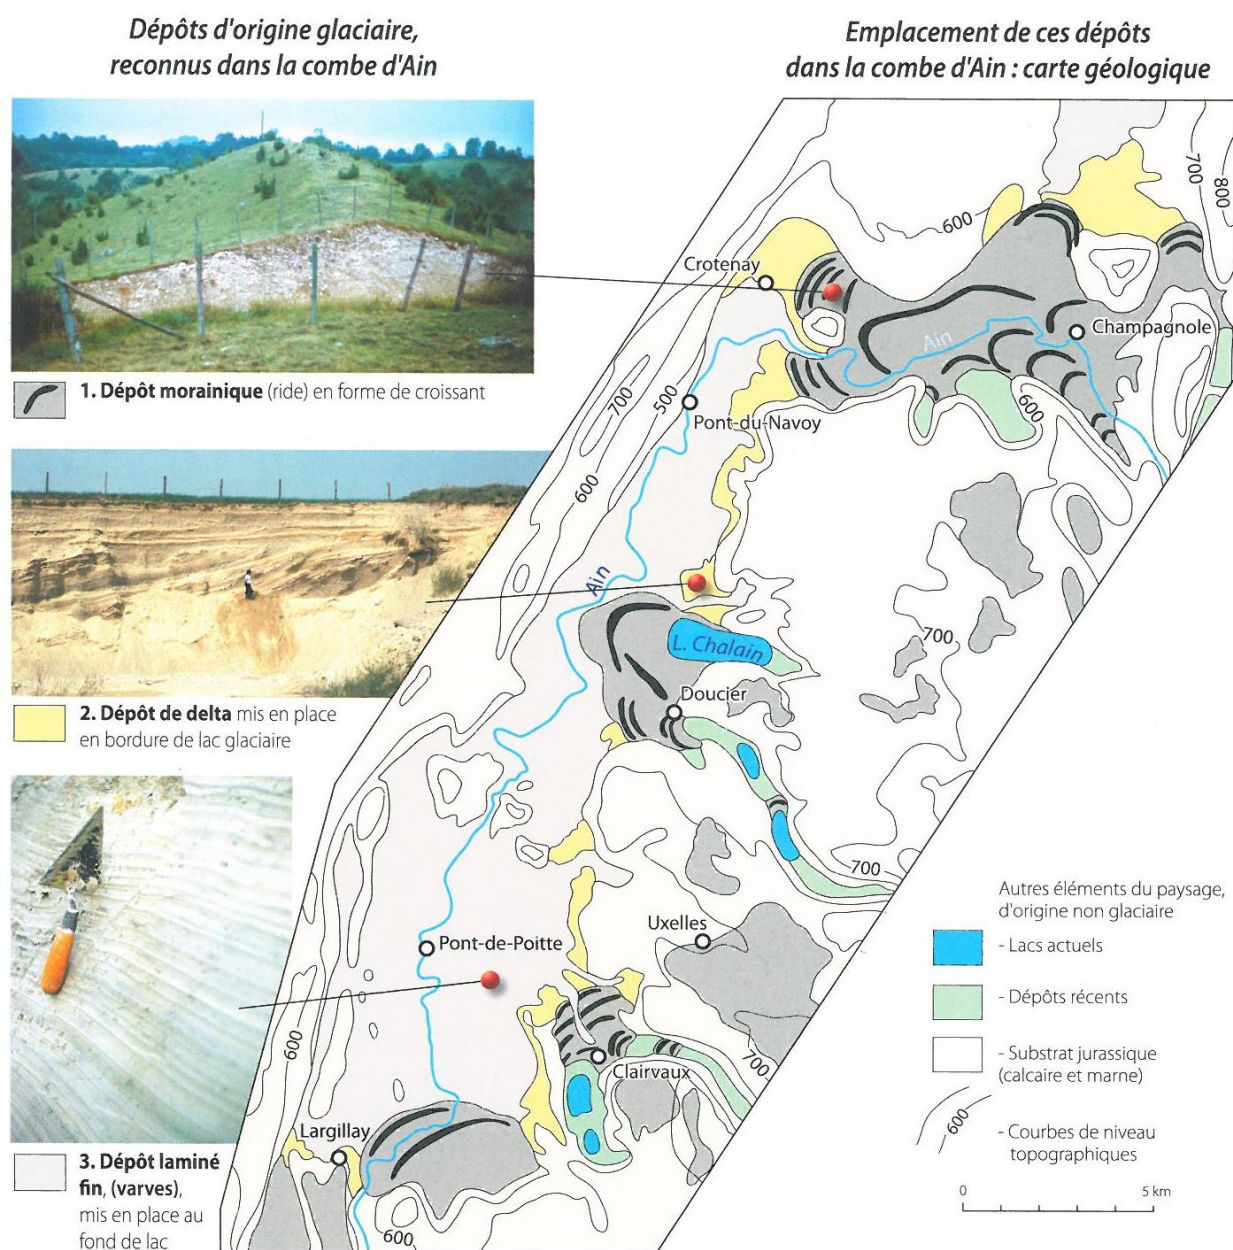 Dépôts d'origine glaciaire,
reconnus dans la combe d'Ain
Emplacement de ces dépôts
dans la combe d'Ain : carte géologique
1. Dépôt morainique (ride) en forme de croissant
2. Dépôt de delta mis en place
en bordure de lac glaciaire
3. Dépôt laminé
fin, (varves),
mis en place au
fond de lac
700
800
600
Crotenay
Champagnole
Ain
700
500
600
Pont-du-Navoy
600
Ain
L. Chalain
700
Doucier
700
Uxelles
Pont-de-Poitte
600
700
Clairvaux
Largillay
600
Autres éléments du paysage,
d'origine non glaciaire
- Lacs actuels
- Dépôts récents
- Substrat jurassique
(calcaire et marne)
600
- Courbes de niveau
topographiques
0
5 km